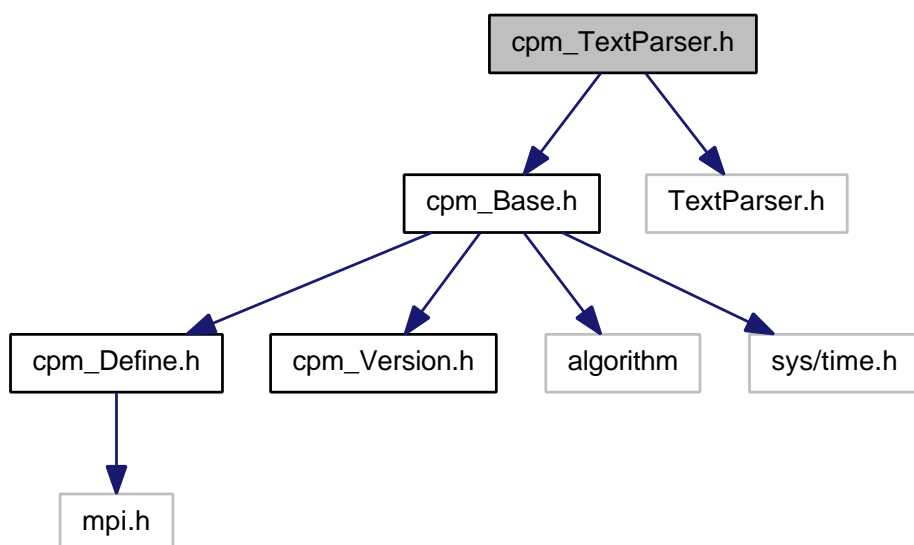 cpm_TextParser.h
cpm_Base.h
TextParser.h
cpm_Define.h
cpm_Version.h
algorithm
sys/time.h
mpi.h